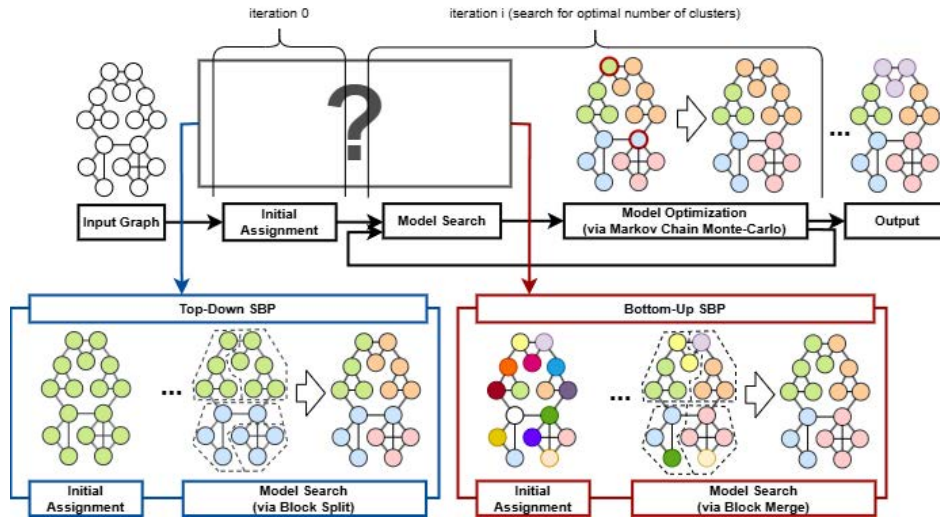 iteration 0
iteration i (search for optimal number of clusters)
?
...
Input Graph
Initial
Assignment
Model Search
Model Optimization
(via Markov Chain Monte-Carlo)
Output
Top-Down SBP
...
Initial
Assignment
Model Search
(via Block Split)
Bottom-Up SBP
...
Initial
Assignment
Model Search
(via Block Merge)